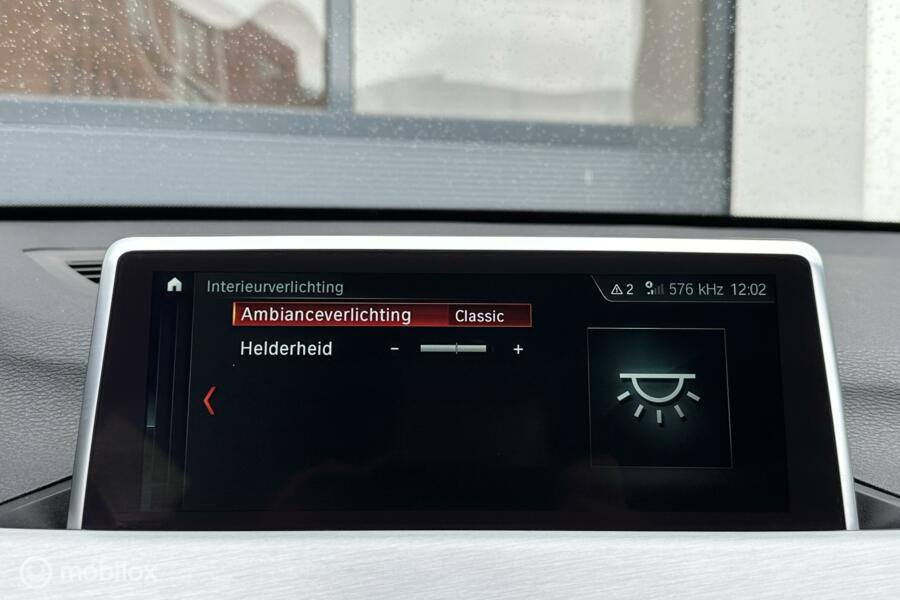 Interieurverlichting
2 576 kHz 12:02
Ambianceverlichting Classic
Helderheid - +
mobilox